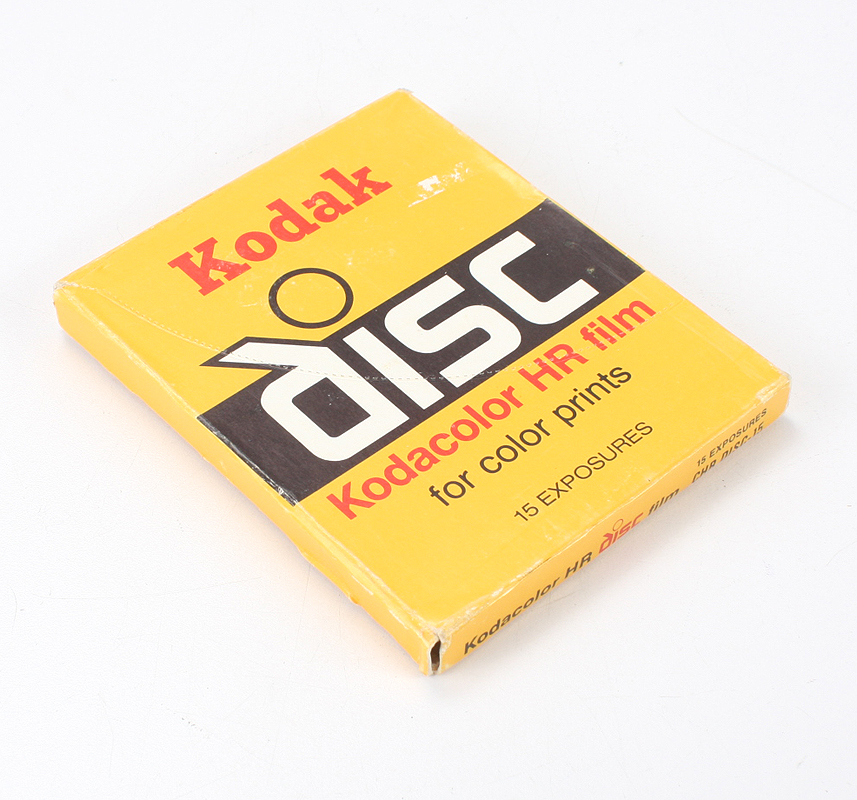 Kodak
disc
Kodacolor HR film
for color prints
15 EXPOSURES
Kodacolor HR disc film
15 EXPOSURES
CHR DISC-15